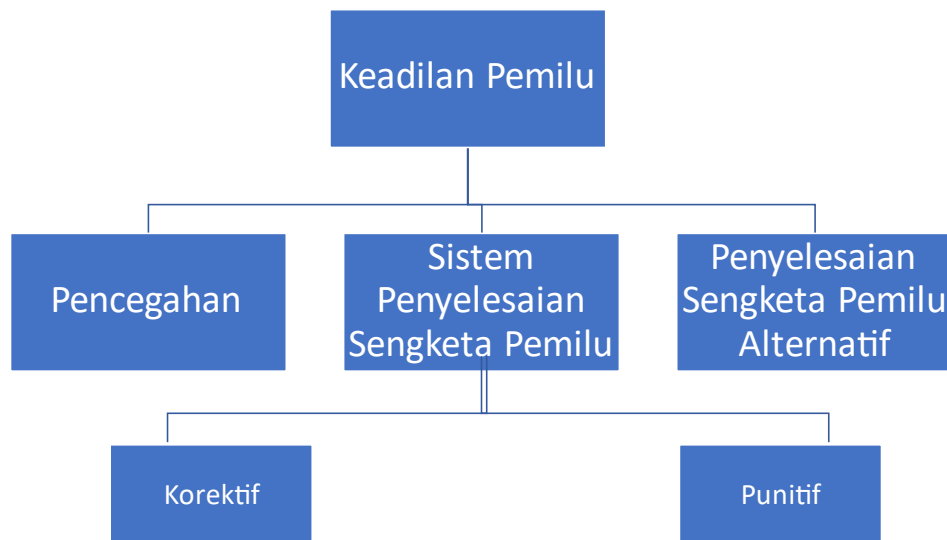 Keadilan Pemilu
Pencegahan
Sistem
Penyelesaian
Sengketa Pemilu
Penyelesaian
Sengketa Pemilu
Alternatif
Korektif
Punitif